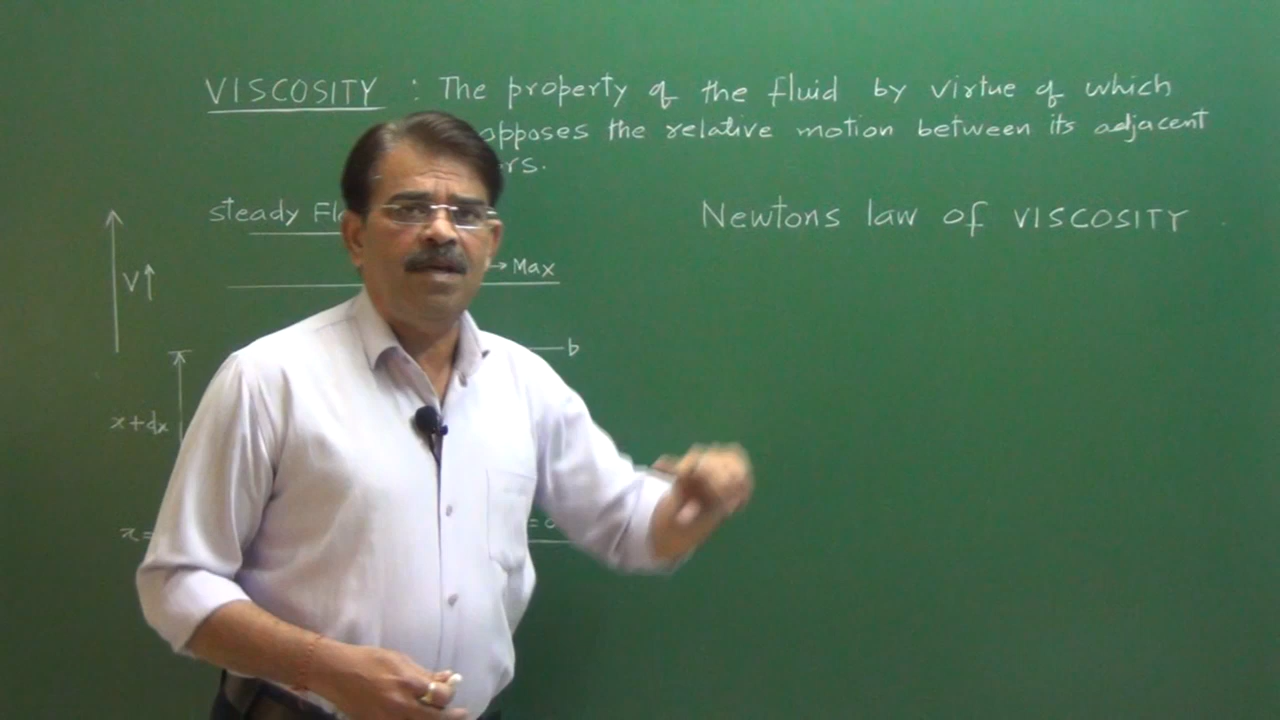 VISCOSITY : The property of the fluid by virtue of which
opposes the relative motion between its adjacent
steady
Newtons law of VISCOSITY
→ Max
V↑
b
x+dx